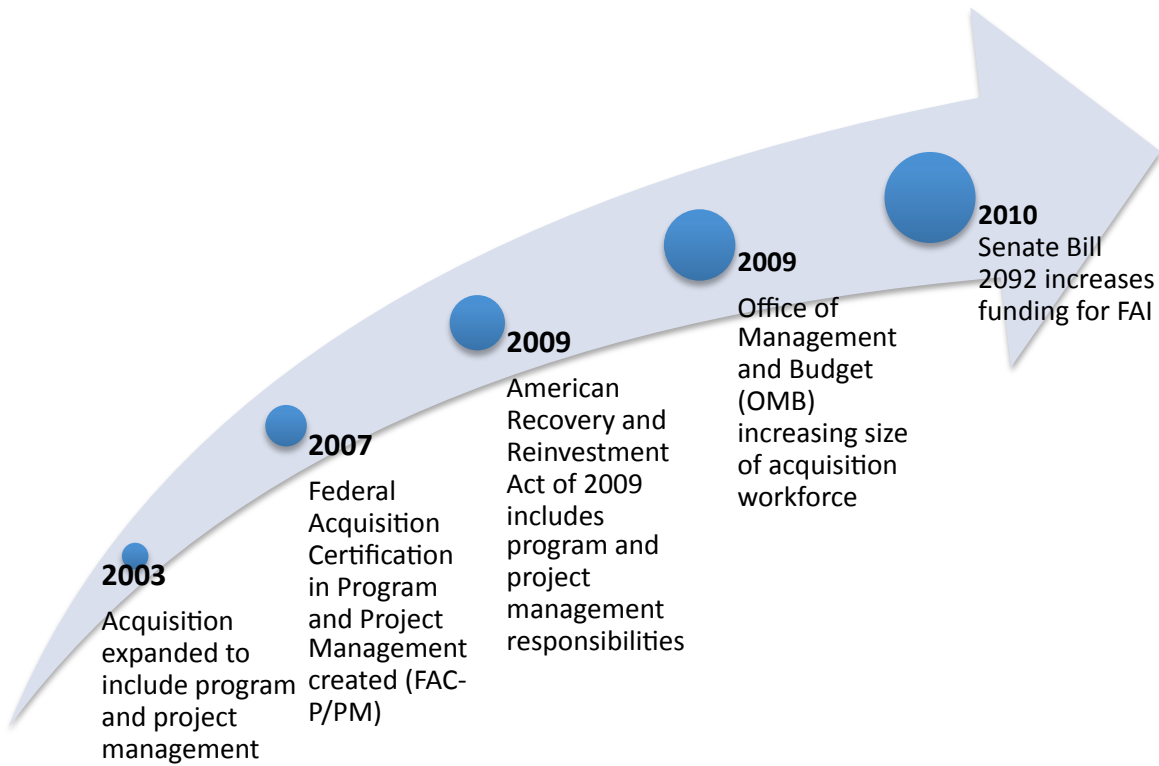 2003
Acquisition
expanded to
include program
and project
management
2007
Federal
Acquisition
Certification
in Program
and Project
Management
created (FAC-
P/PM)
2009
American
Recovery and
Reinvestment
Act of 2009
includes
program and
project
management
responsibilities
2009
Office of
Management
and Budget
(OMB)
increasing size
of acquisition
workforce
2010
Senate Bill
2092 increases
funding for FAI